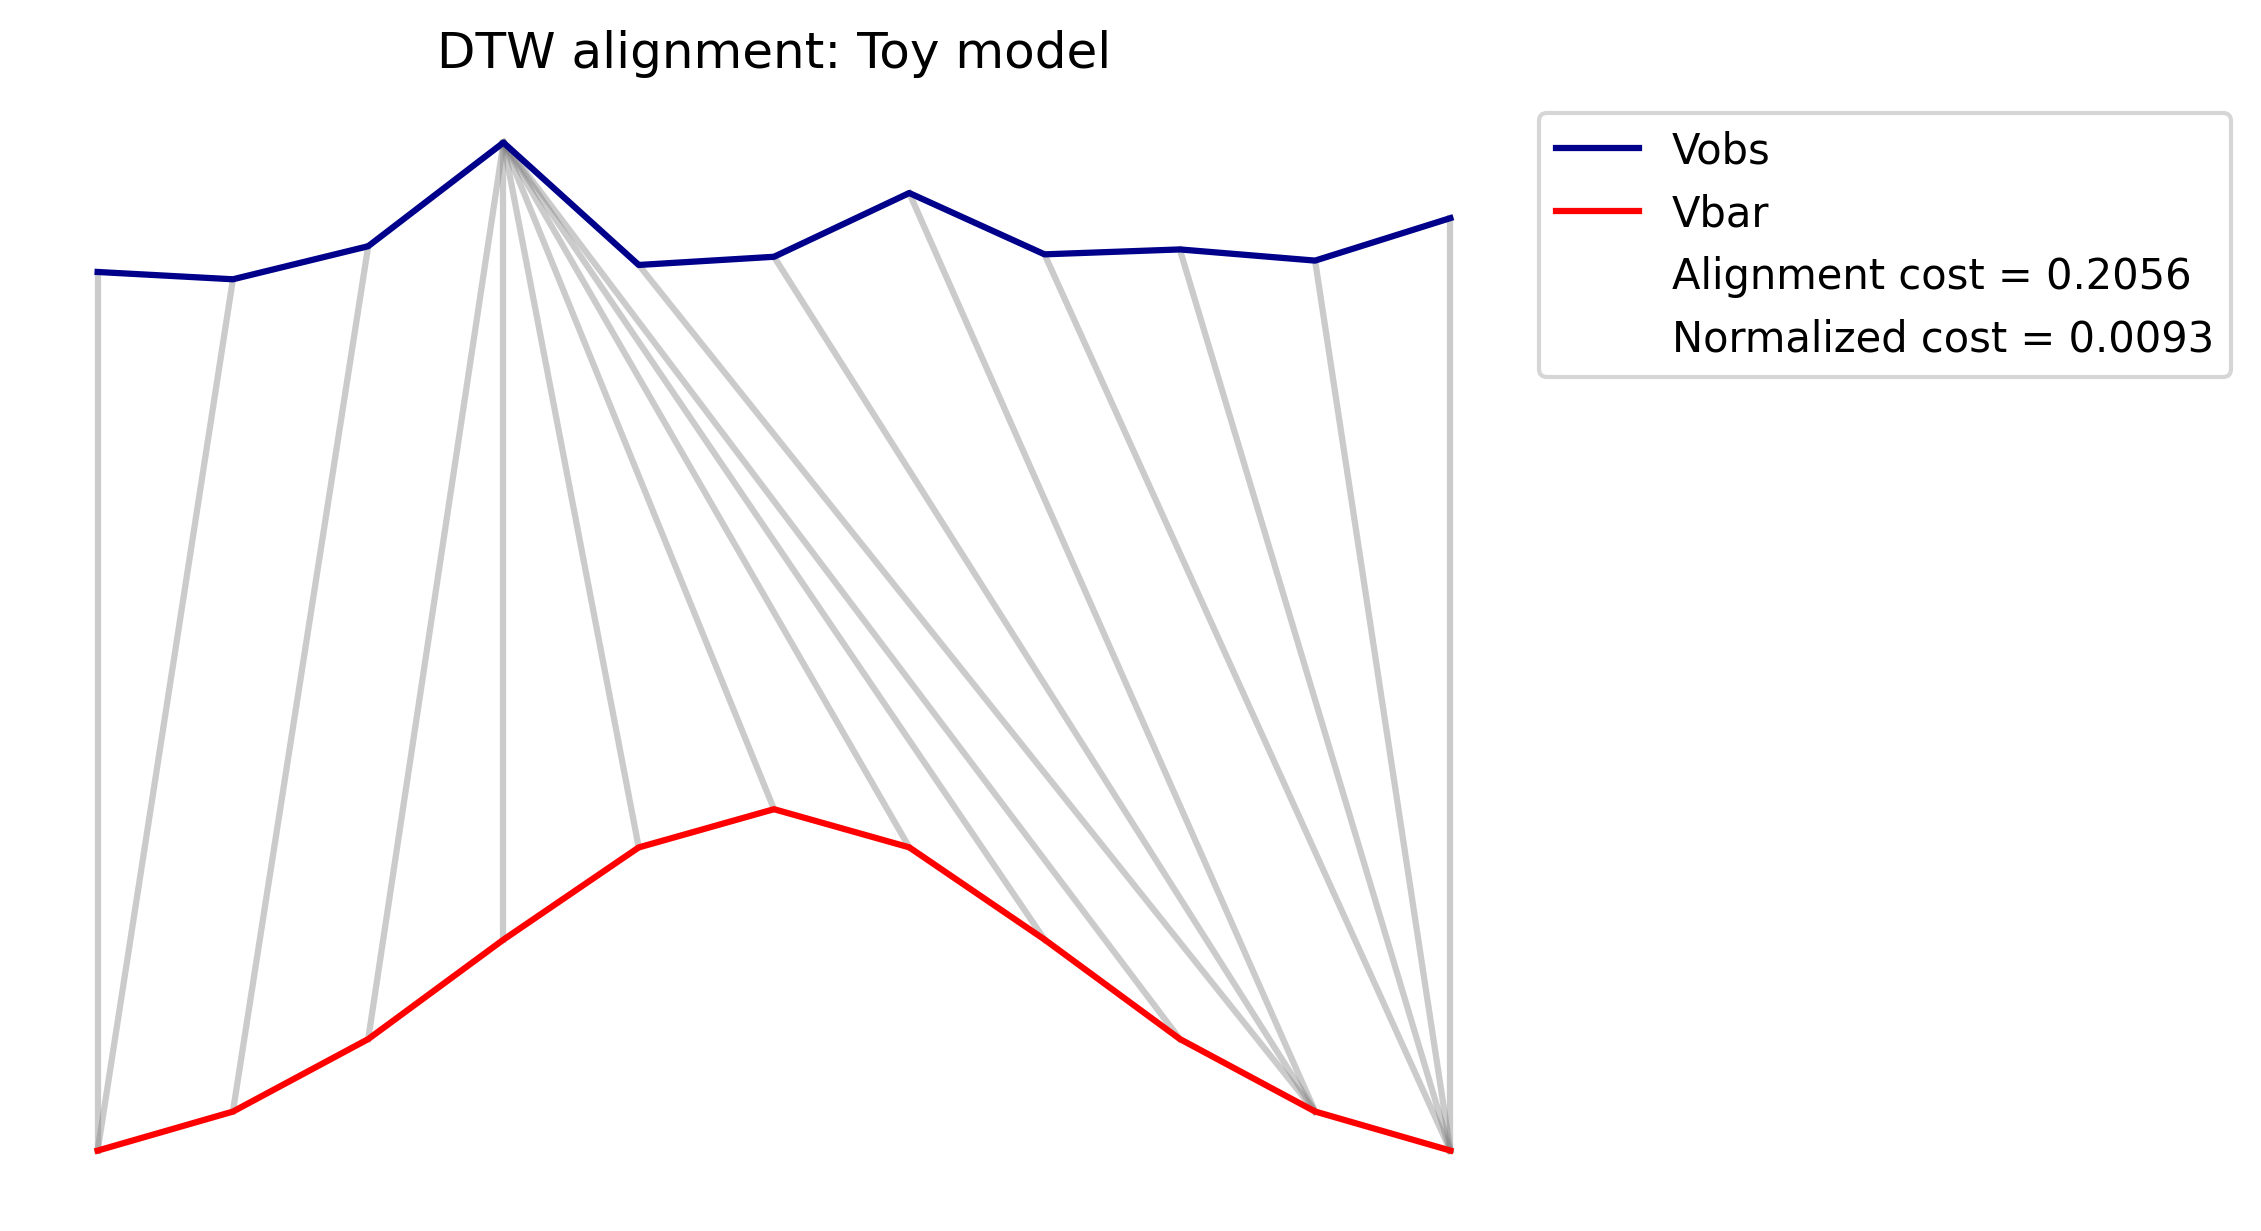 DTW alignment: Toy model
Vobs
Vbar
Alignment cost = 0.2056
Normalized cost = 0.0093